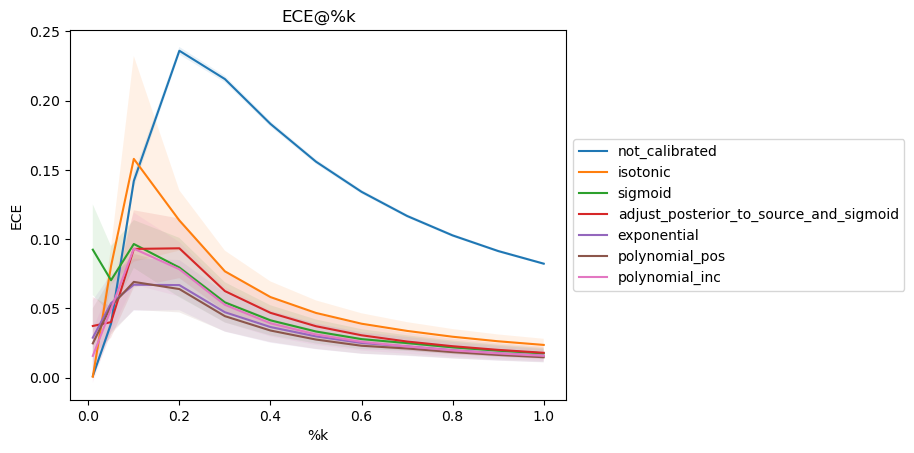 ECE@%k
0.25
0.20
0.15
0.10
0.05
0.00
ECE
0.0
0.2
0.4
0.6
0.8
1.0
%k
not_calibrated
isotonic
sigmoid
adjust_posterior_to_source_and_sigmoid
exponential
polynomial_pos
polynomial_inc